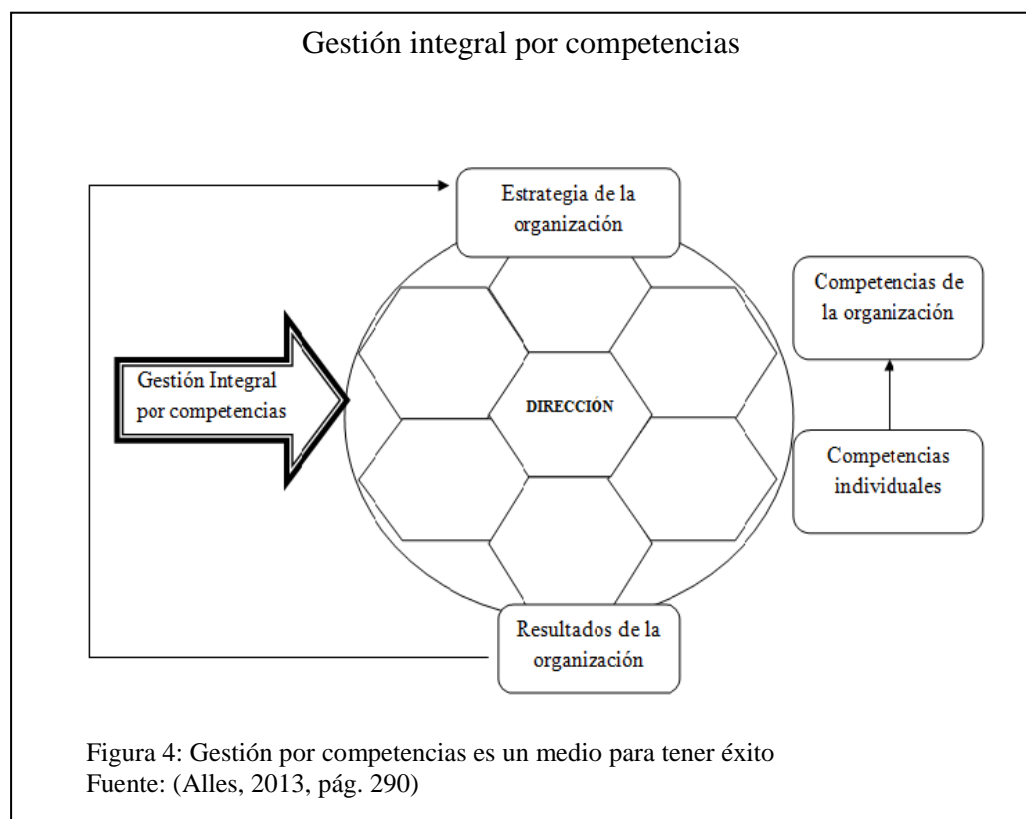 Gestión integral por competencias
Estrategia de la
organización
Competencias de
la organización
Gestión Integral
por competencias
DIRECCIÓN
Competencias
individuales
Resultados de la
organización
Figura 4: Gestión por competencias es un medio para tener éxito
Fuente: (Alles, 2013, pág. 290)